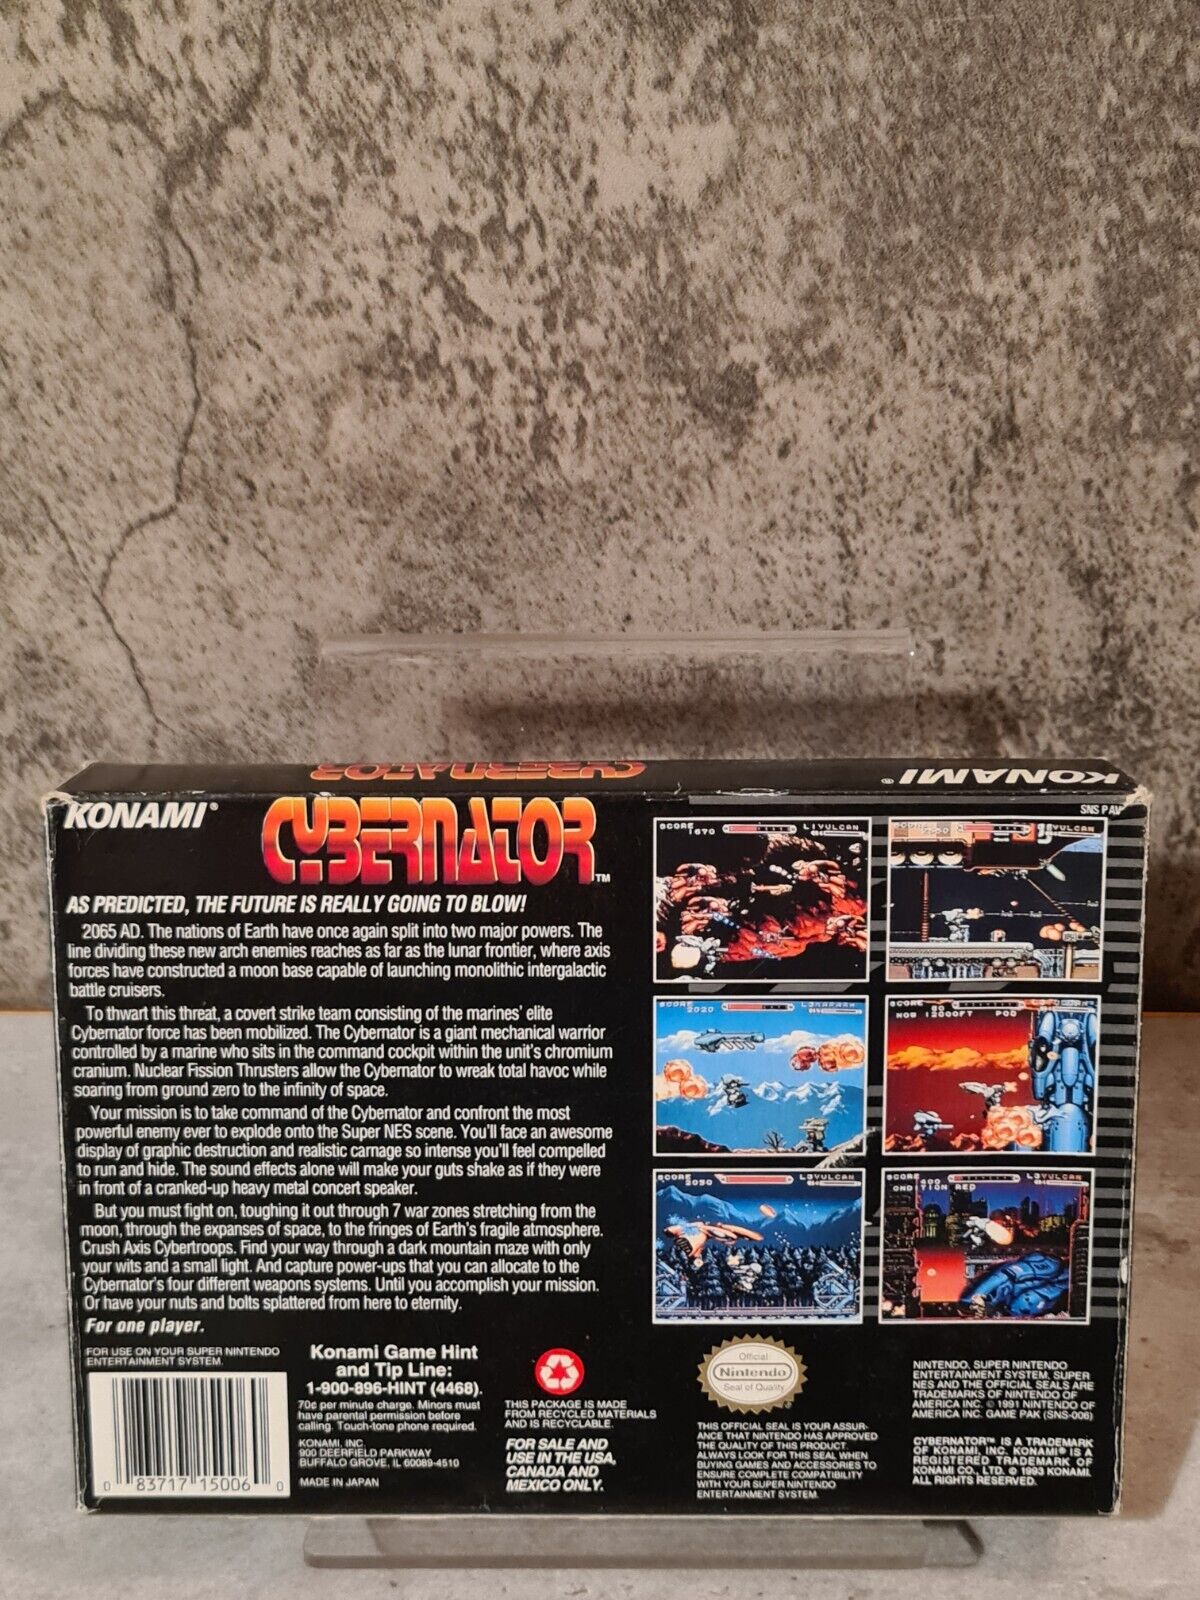 CYBERNATOR KONAMI®
KONAMI®
CYBERNATOR™
SNS PAV
AS PREDICTED, THE FUTURE IS REALLY GOING TO BLOW!
2065 AD. The nations of Earth have once again split into two major powers. The
line dividing these new arch enemies reaches as far as the lunar frontier, where axis
forces have constructed a moon base capable of launching monolithic intergalactic
battle cruisers.
To thwart this threat, a covert strike team consisting of the marines' elite
Cybernator force has been mobilized. The Cybernator is a giant mechanical warrior
controlled by a marine who sits in the command cockpit within the unit's chromium
cranium. Nuclear Fission Thrusters allow the Cybernator to wreak total havoc while
soaring from ground zero to the infinity of space.
Your mission is to take command of the Cybernator and confront the most
powerful enemy ever to explode onto the Super NES scene. You'll face an awesome
display of graphic destruction and realistic carnage so intense you'll feel compelled
to run and hide. The sound effects alone will make your guts shake as if they were
in front of a cranked-up heavy metal concert speaker.
But you must fight on, toughing it out through 7 war zones stretching from the
moon, through the expanses of space, to the fringes of Earth's fragile atmosphere.
Crush Axis Cybertroops. Find your way through a dark mountain maze with only
your wits and a small light. And capture power-ups that you can allocate to the
Cybernator's four different weapons systems. Until you accomplish your mission.
Or have your nuts and bolts splattered from here to eternity.
For one player.
SCORE 1670 L1VULCAN
VULCAN
SCORE 2020
SCORE 80
NOW 12000FT POD
SCORE 2050 L3VULCAN
SCORE 400 L3VULCAN
CONDITION RED
FOR USE ON YOUR SUPER NINTENDO
ENTERTAINMENT SYSTEM.
0 83717 15006 0
Konami Game Hint
and Tip Line:
1-900-896-HINT (4468).
70¢ per minute charge. Minors must
have parental permission before
calling. Touch-tone phone required.
KONAMI, INC.
900 DEERFIELD PARKWAY
BUFFALO GROVE, IL 60089-4510
MADE IN JAPAN
THIS PACKAGE IS MADE
FROM RECYCLED MATERIALS
AND IS RECYCLABLE.
FOR SALE AND
USE IN THE USA,
CANADA AND
MEXICO ONLY.
Official
Nintendo
Seal of Quality
THIS OFFICIAL SEAL IS YOUR ASSUR-
ANCE THAT NINTENDO HAS APPROVED
THE QUALITY OF THIS PRODUCT.
ALWAYS LOOK FOR THIS SEAL WHEN
BUYING GAMES AND ACCESSORIES TO
ENSURE COMPLETE COMPATIBILITY
WITH YOUR SUPER NINTENDO
ENTERTAINMENT SYSTEM.
NINTENDO, SUPER NINTENDO
ENTERTAINMENT SYSTEM, SUPER
NES AND THE OFFICIAL SEALS ARE
TRADEMARKS OF NINTENDO OF
AMERICA INC. © 1991 NINTENDO OF
AMERICA INC. GAME PAK (SNS-006)
CYBERNATOR™ IS A TRADEMARK
OF KONAMI, INC. KONAMI® IS A
REGISTERED TRADEMARK OF
KONAMI CO., LTD. © 1993 KONAMI.
ALL RIGHTS RESERVED.